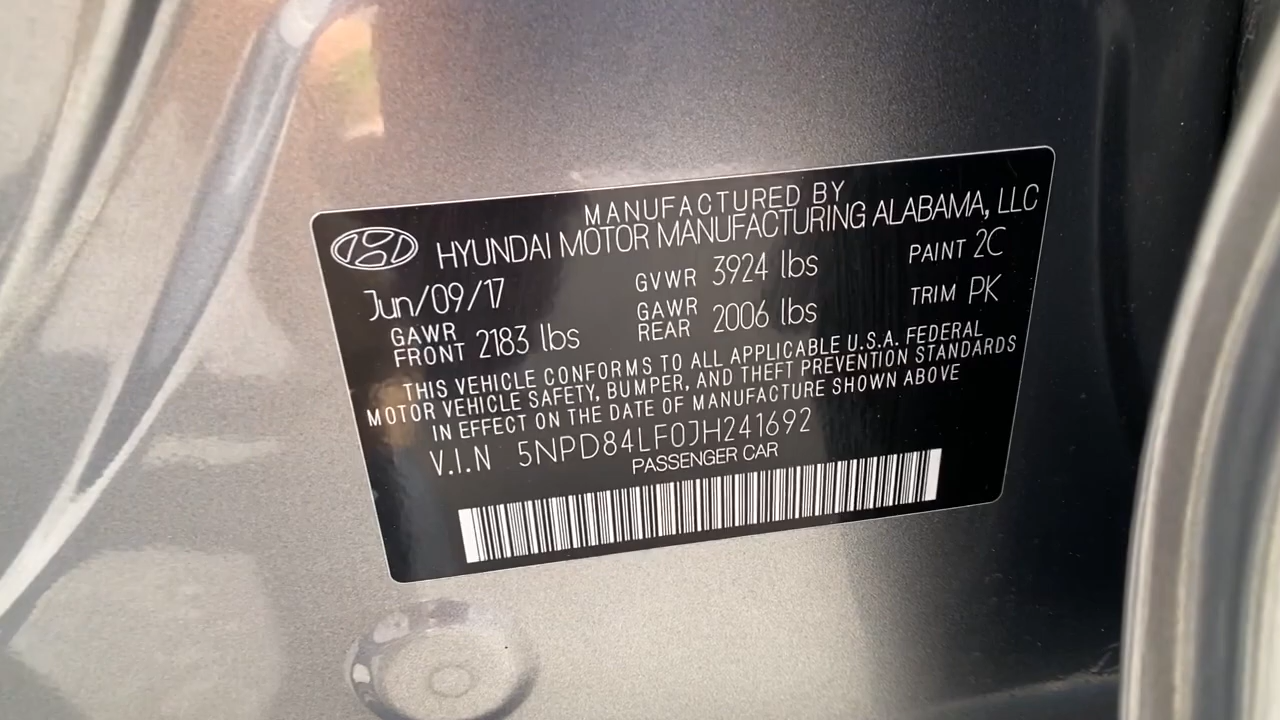 MANUFACTURED BY
HYUNDAI MOTOR MANUFACTURING ALABAMA, LLC
Jun/09/17 GVWR 3924 lbs PAINT 2C
GAWR FRONT 2183 lbs GAWR REAR 2006 lbs TRIM PK
THIS VEHICLE CONFORMS TO ALL APPLICABLE U.S.A. FEDERAL
MOTOR VEHICLE SAFETY, BUMPER, AND THEFT PREVENTION STANDARDS
IN EFFECT ON THE DATE OF MANUFACTURE SHOWN ABOVE
V.I.N 5NPD84LF0JH241692
PASSENGER CAR